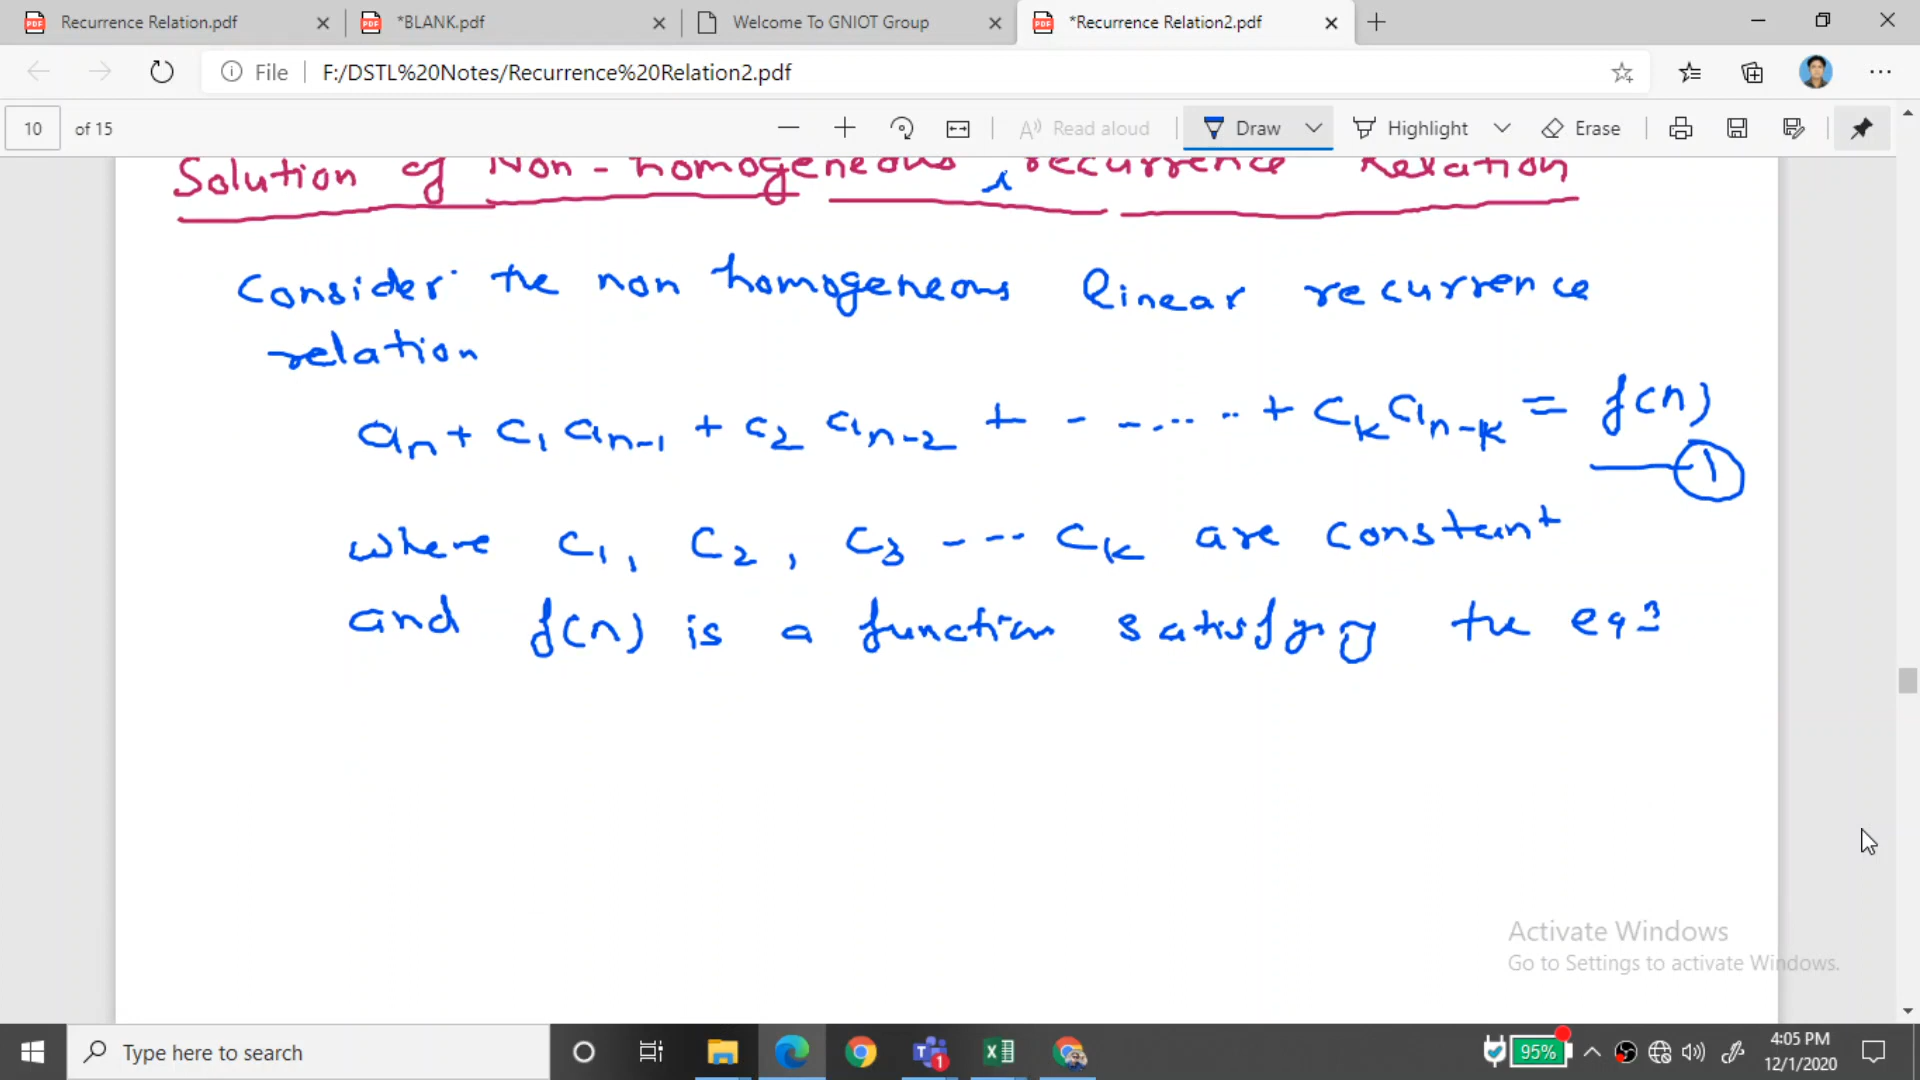 Recurrence Relation.pdf
*BLANK.pdf
Welcome To GNIOT Group
*Recurrence Relation2.pdf
File
F:/DSTL%20Notes/Recurrence%20Relation2.pdf
10 of 15
Read aloud
Draw
Highlight
Erase
Solution of Non-homogeneous recurrence Relation
Consider the non homogeneous linear recurrence
relation
aₙ + c₁ aₙ₋₁ + c₂ aₙ₋₂ + - -..... + cₖ aₙ₋ₖ = f(n)
—①
where c₁, c₂, c₃ --- cₖ are constant
and f(n) is a function satisfying the
Activate Windows
Go to Settings to activate Windows.
Type here to search
1
95%
4:05 PM
12/1/2020